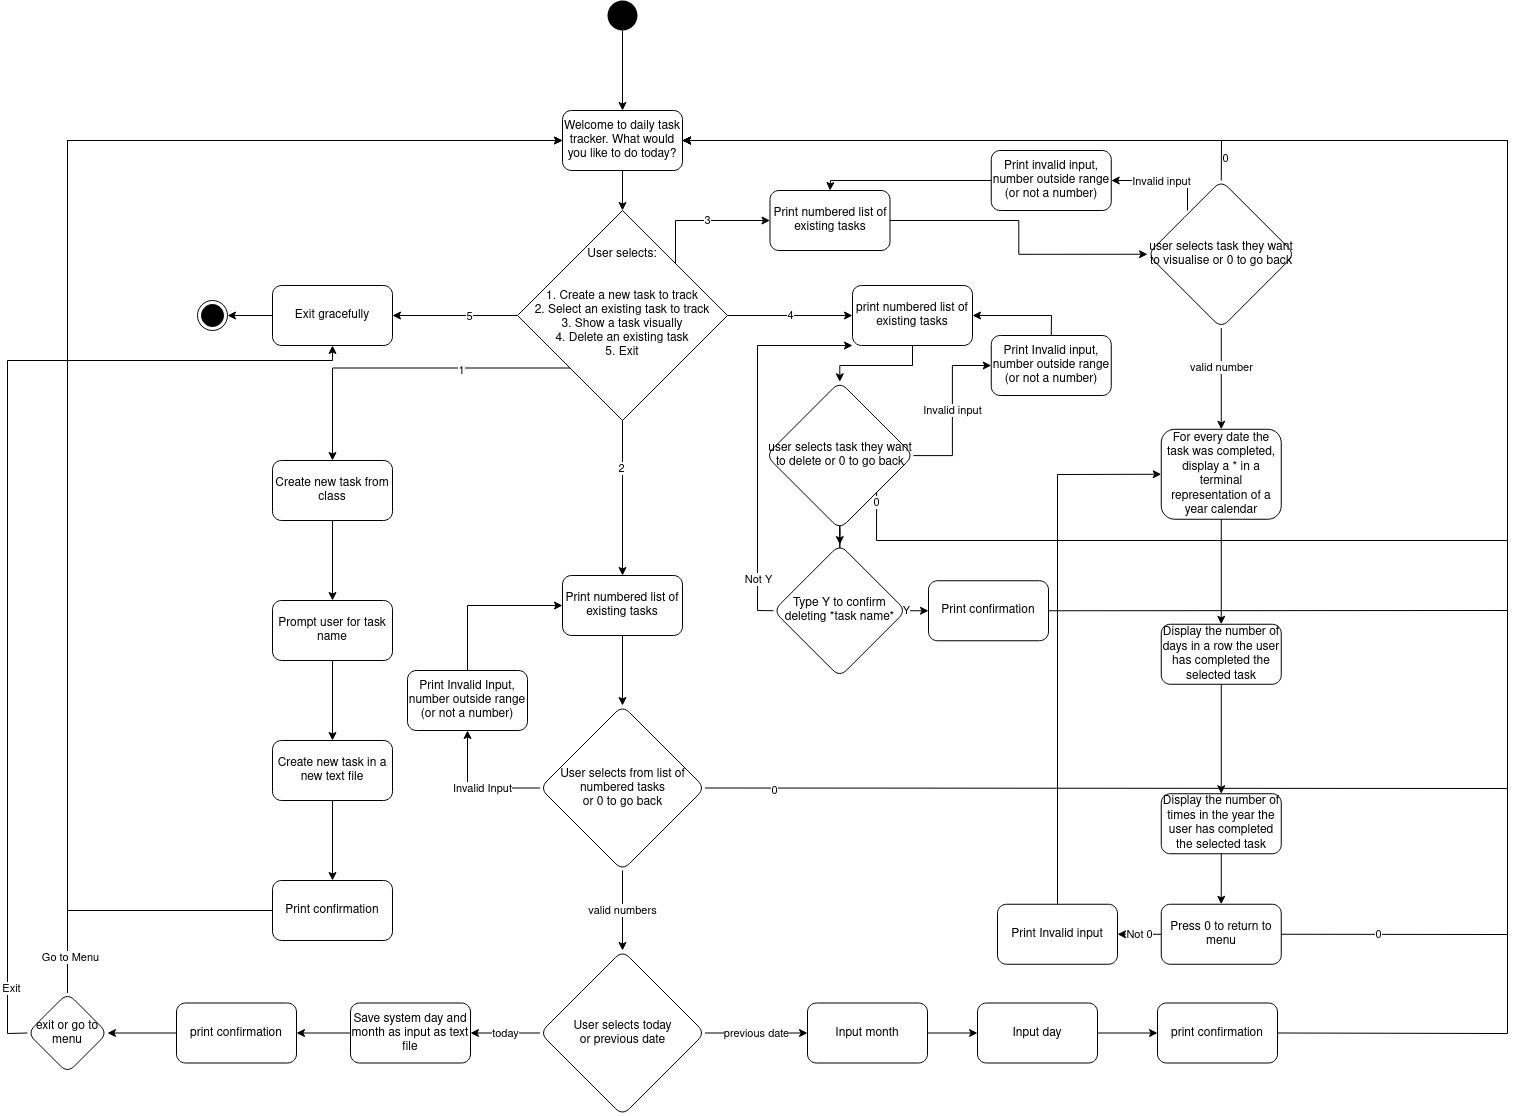 Welcome to daily task
tracker. What would
you like to do today?
0
Print invalid input,
number outside range
(or not a number)
Invalid input
Print numbered list of
existing tasks
3
user selects task they want
to visualise or 0 to go back
User selects:
1. Create a new task to track
2. Select an existing task to track
3. Show a task visually
4. Delete an existing task
5. Exit
Exit gracefully
5
4
print numbered list of
existing tasks
Print Invalid input,
number outside range
(or not a number)
valid number
1
Invalid input
user selects task they want
to delete or 0 to go back
For every date the
task was completed,
display a * in a
terminal
representation of a
year calendar
2
Create new task from
class
0
Not Y
Print numbered list of
existing tasks
Type Y to confirm
deleting *task name*
Y
Print confirmation
Prompt user for task
name
Display the number of
days in a row the user
has completed the
selected task
Print Invalid Input,
number outside range
(or not a number)
Create new task in a
new text file
Invalid Input
User selects from list of
numbered tasks
or 0 to go back
0
Display the number of
times in the year the
user has completed
the selected task
Print confirmation
valid numbers
Print Invalid input
Not 0
Press 0 to return to
menu
0
Go to Menu
Exit
exit or go to
menu
print confirmation
Save system day and
month as input as text
file
today
User selects today
or previous date
previous date
Input month
Input day
print confirmation